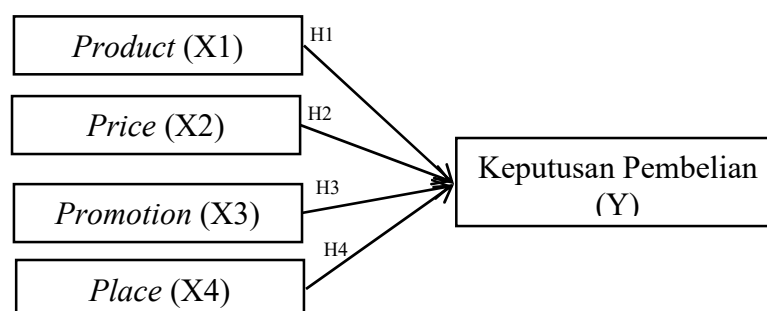 Product (X1)
H1
Price (X2)
H2
Promotion (X3)
H3
Place (X4)
H4
Keputusan Pembelian
(Y)